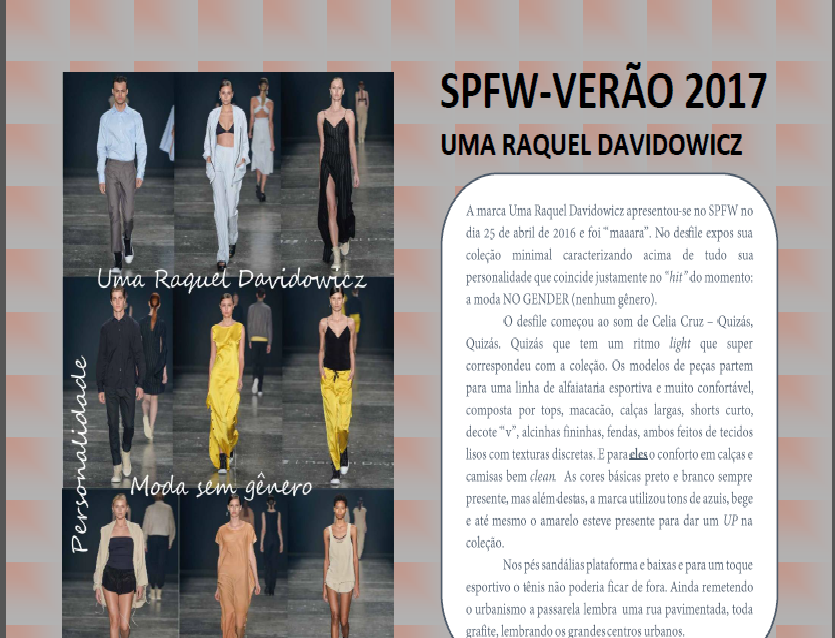 SPFW-VERÃO 2017
UMA RAQUEL DAVIDOWICZ
Uma Raquel Davidowicz
Personalidade
Moda sem gênero
A marca Uma Raquel Davidowicz apresentou-se no SPFW no
dia 25 de abril de 2016 e foi “maaara”. No desfile expos sua
coleção minimal caracterizando acima de tudo sua
personalidade que coincide justamente no “hit” do momento:
a moda NO GENDER (nenhum gênero).
O desfile começou ao som de Celia Cruz – Quizás,
Quizás. Quizás que tem um ritmo light que super
correspondeu com a coleção. Os modelos de peças partem
para uma linha de alfaiataria esportiva e muito confortável,
composta por tops, macacão, calças largas, shorts curto,
decote “v”, alcinhas fininhas, fendas, ambos feitos de tecidos
lisos com texturas discretas. E para eles o conforto em calças e
camisas bem clean. As cores básicas preto e branco sempre
presente, mas além destas, a marca utilizou tons de azuis, bege
e até mesmo o amarelo esteve presente para dar um UP na
coleção.
Nos pés sandálias plataforma e baixas e para um toque
esportivo o tênis não poderia ficar de fora. Ainda remetendo
o urbanismo a passarela lembra uma rua pavimentada, toda
grafite, lembrando os grandes centros urbanos.